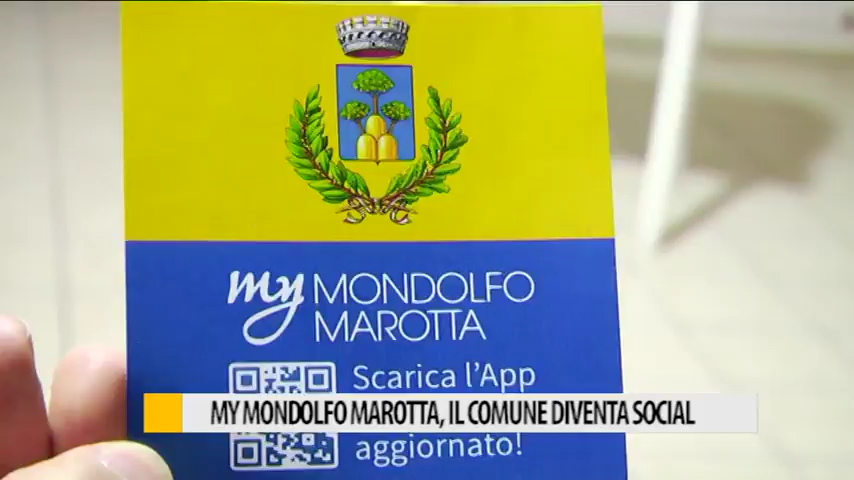 my MONDOLFO
MAROTTA
Scarica l'App
MY MONDOLFO MAROTTA, IL COMUNE DIVENTA SOCIAL
aggiornato!